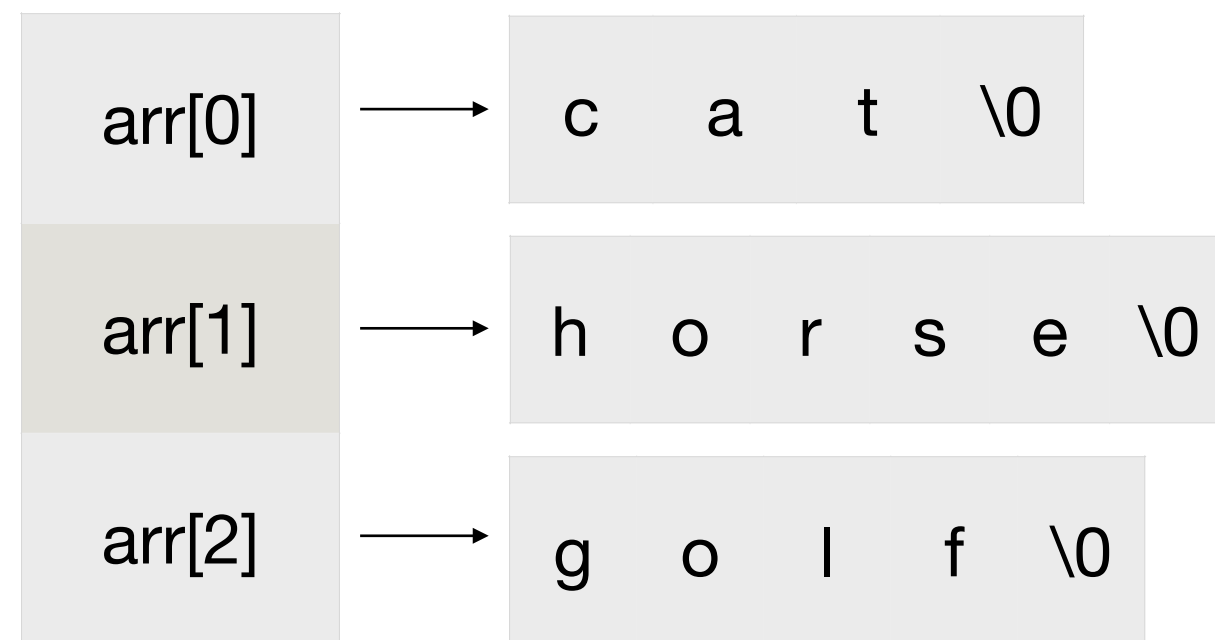 arr[0] c a t \0
arr[1] h o r s e \0
arr[2] g o l f \0